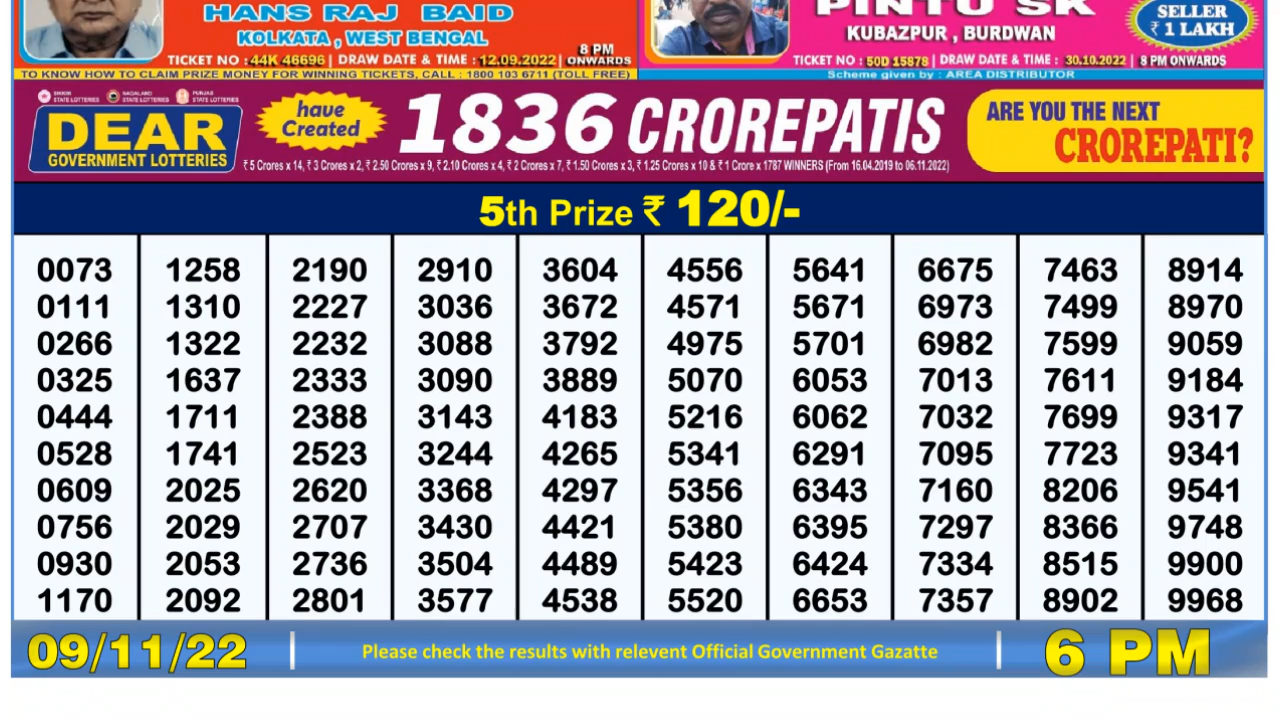 HANS RAJ BAID
KOLKATA , WEST BENGAL
TICKET NO : 44K 46696 | DRAW DATE & TIME : 12.09.2022 | 8 PM ONWARDS
TO KNOW HOW TO CLAIM PRIZE MONEY FOR WINNING TICKETS, CALL : 1800 103 6711 (TOLL FREE)
PINTU SK
KUBAZPUR , BURDWAN
TICKET NO : 50D 15878 | DRAW DATE & TIME : 30.10.2022 | 8 PM ONWARDS
Scheme given by : AREA DISTRIBUTOR
SELLER
₹ 1 LAKH
SIKKIM STATE LOTTERIES NAGALAND STATE LOTTERIES PUNJAB STATE LOTTERIES
DEAR
GOVERNMENT LOTTERIES
have
Created
1836 CROREPATIS
₹ 5 Crores x 14, ₹ 3 Crores x 2, ₹ 2.50 Crores x 9, ₹ 2.10 Crores x 4, ₹ 2 Crores x 7, ₹ 1.50 Crores x 3, ₹ 1.25 Crores x 10 & ₹ 1 Crore x 1787 WINNERS (From 16.04.2019 to 06.11.2022)
ARE YOU THE NEXT
CROREPATI?
5th Prize ₹ 120/-
0073 1258 2190 2910 3604 4556 5641 6675 7463 8914
0111 1310 2227 3036 3672 4571 5671 6973 7499 8970
0266 1322 2232 3088 3792 4975 5701 6982 7599 9059
0325 1637 2333 3090 3889 5070 6053 7013 7611 9184
0444 1711 2388 3143 4183 5216 6062 7032 7699 9317
0528 1741 2523 3244 4265 5341 6291 7095 7723 9341
0609 2025 2620 3368 4297 5356 6343 7160 8206 9541
0756 2029 2707 3430 4421 5380 6395 7297 8366 9748
0930 2053 2736 3504 4489 5423 6424 7334 8515 9900
1170 2092 2801 3577 4538 5520 6653 7357 8902 9968
09/11/22 | Please check the results with relevent Official Government Gazatte | 6 PM